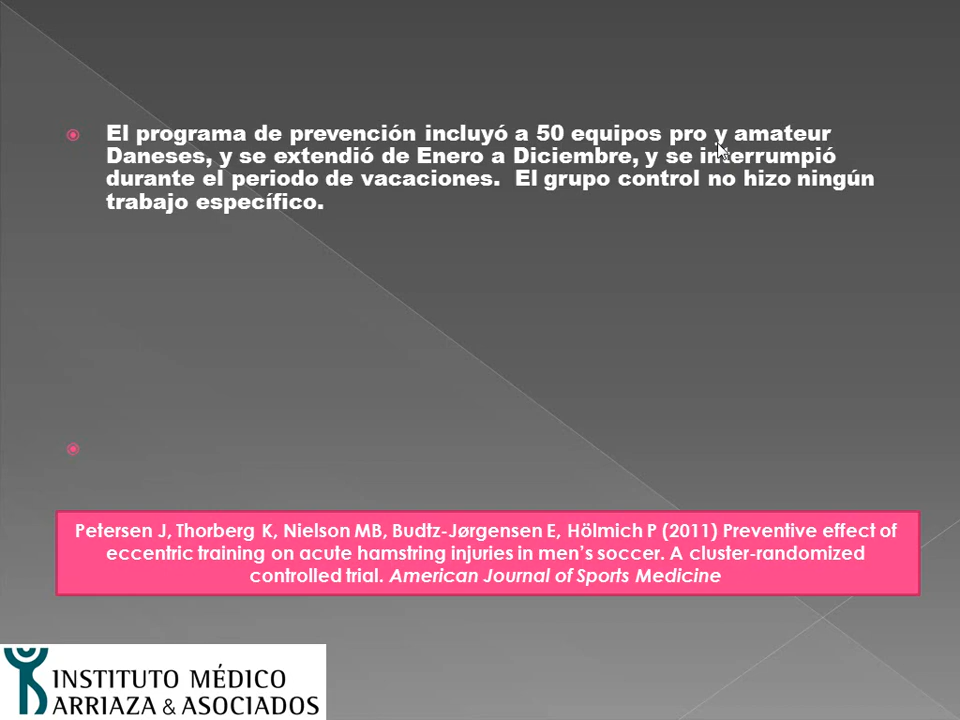 El programa de prevención incluyó a 50 equipos pro y amateur
Daneses, y se extendió de Enero a Diciembre, y se interrumpió
durante el periodo de vacaciones. El grupo control no hizo ningún
trabajo específico.
Petersen J, Thorberg K, Nielson MB, Budtz-Jørgensen E, Hölmich P (2011) Preventive effect of
eccentric training on acute hamstring injuries in men’s soccer. A cluster-randomized
controlled trial. American Journal of Sports Medicine
INSTITUTO MÉDICO
ARRIAZA & ASOCIADOS